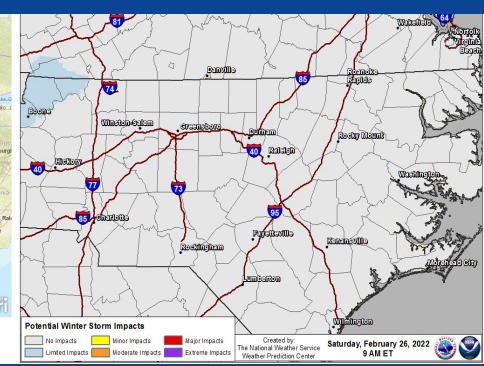 81
Wakefield
64
Norfolk
Virginia
Beach
Danville
74
85
Roanoke
Rapids
Boone
Winston-Salem
Greensboro
Durham
Rocky Mount
40
Raleigh
Hickory
40
77
73
Washington
95
85
Charlotte
Fayetteville
Kenansville
Rockingham
Morehead City
Lumberton
Wilmington
Potential Winter Storm Impacts
No Impacts
Minor Impacts
Major Impacts
Limited Impacts
Moderate Impacts
Extreme Impacts
Created by:
The National Weather Service
Weather Prediction Center
Saturday, February 26, 2022
9 AM ET